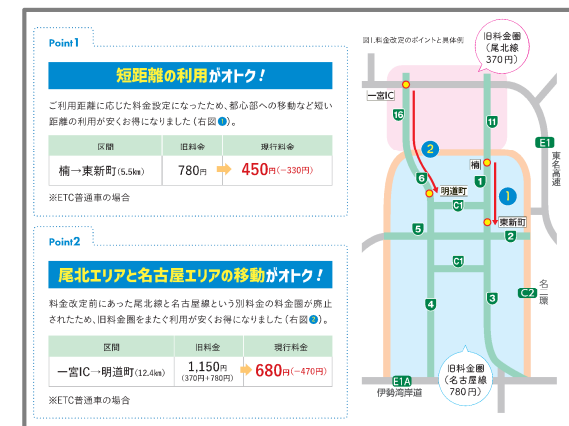 Point1
短距離の利用がオトク!
ご利用距離に応じた料金設定になったため、都心部への移動など短い
距離の利用が安くお得になりました(右図❶)。
区間 旧料金 現行料金
楠→東新町(5.5km) 780円 450円(−330円)
※ETC普通車の場合
Point2
尾北エリアと名古屋エリアの移動がオトク!
料金改定前にあった尾北線と名古屋線という別料金の料金圏が廃止
されたため、旧料金圏をまたぐ利用が安くお得になりました(右図❷)。
区間 旧料金 現行料金
一宮IC→明道町(12.4km) 1,150円 680円(−470円)
(370円+780円)
※ETC普通車の場合
図1.料金改定のポイントと具体例
旧料金圏
(尾北線
370円)
一宮IC
16
11
2
E1
東名高速
楠
6
1
明道町
1
C1
東新町
5
2
C1
C2
名二環
4
3
旧料金圏
(名古屋線
780円)
E1A
伊勢湾岸道